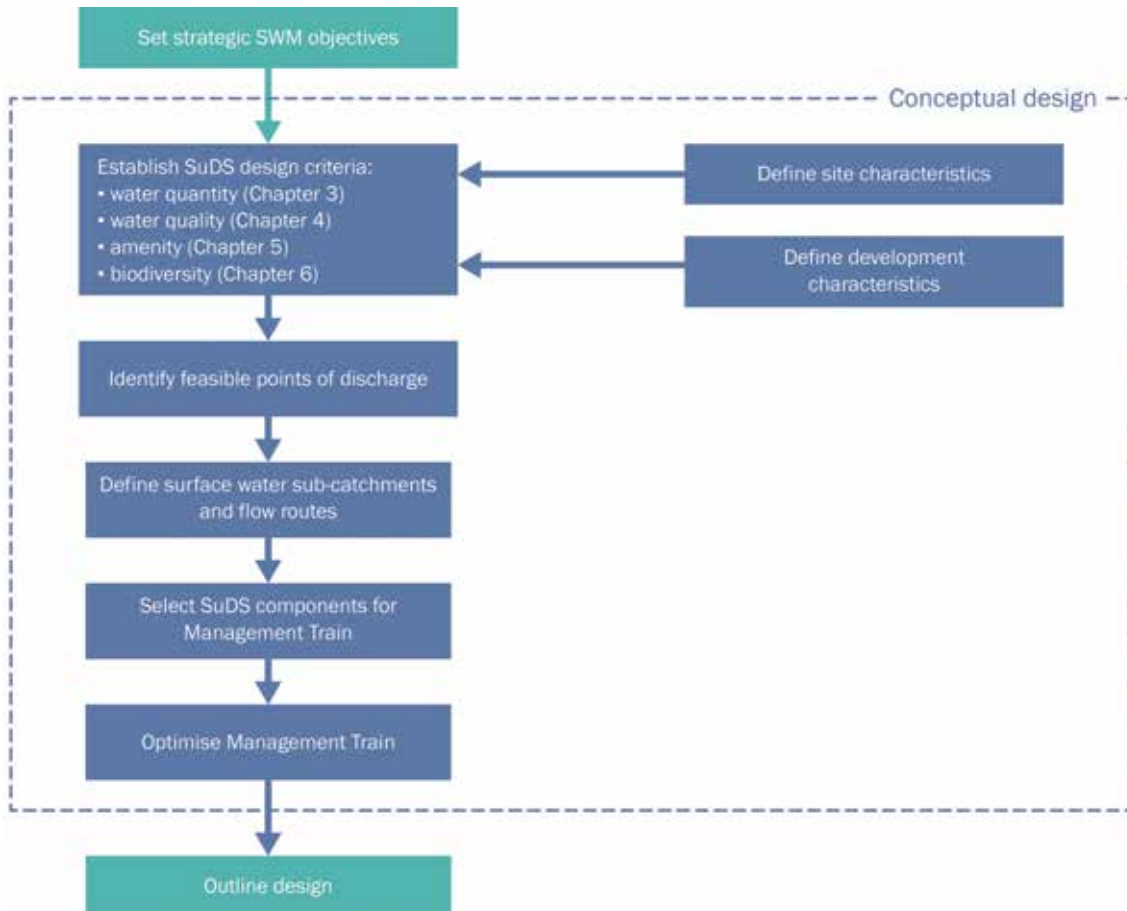 Set strategic SWM objectives
Conceptual design
Establish SuDS design criteria:
• water quantity (Chapter 3)
• water quality (Chapter 4)
• amenity (Chapter 5)
• biodiversity (Chapter 6)
Define site characteristics
Define development
characteristics
Identify feasible points of discharge
Define surface water sub-catchments
and flow routes
Select SuDS components for
Management Train
Optimise Management Train
Outline design